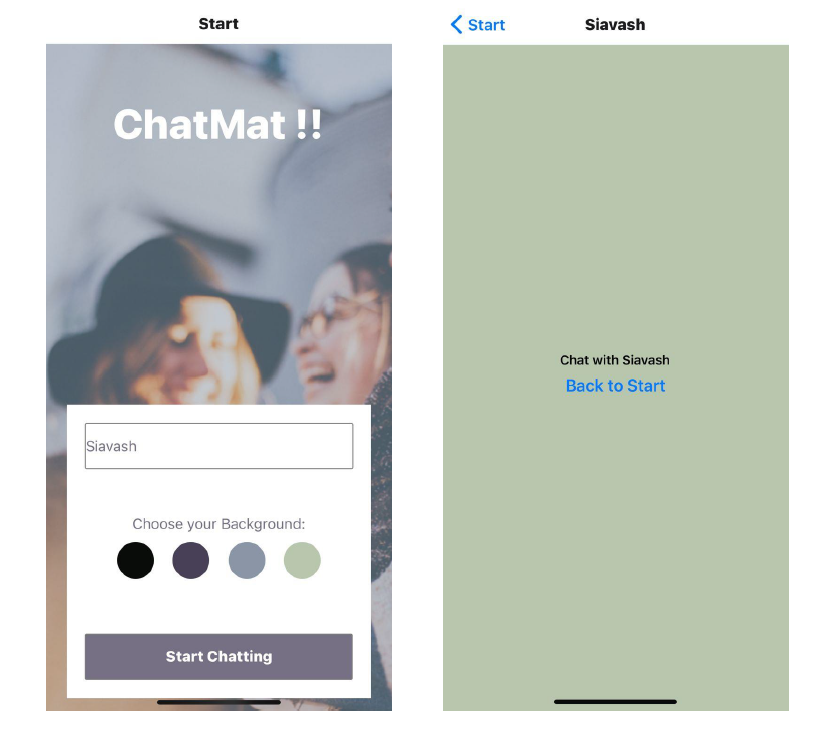 Start
ChatMat !!
Siavash
Choose your Background:
Start Chatting
Start
Siavash
Chat with Siavash
Back to Start